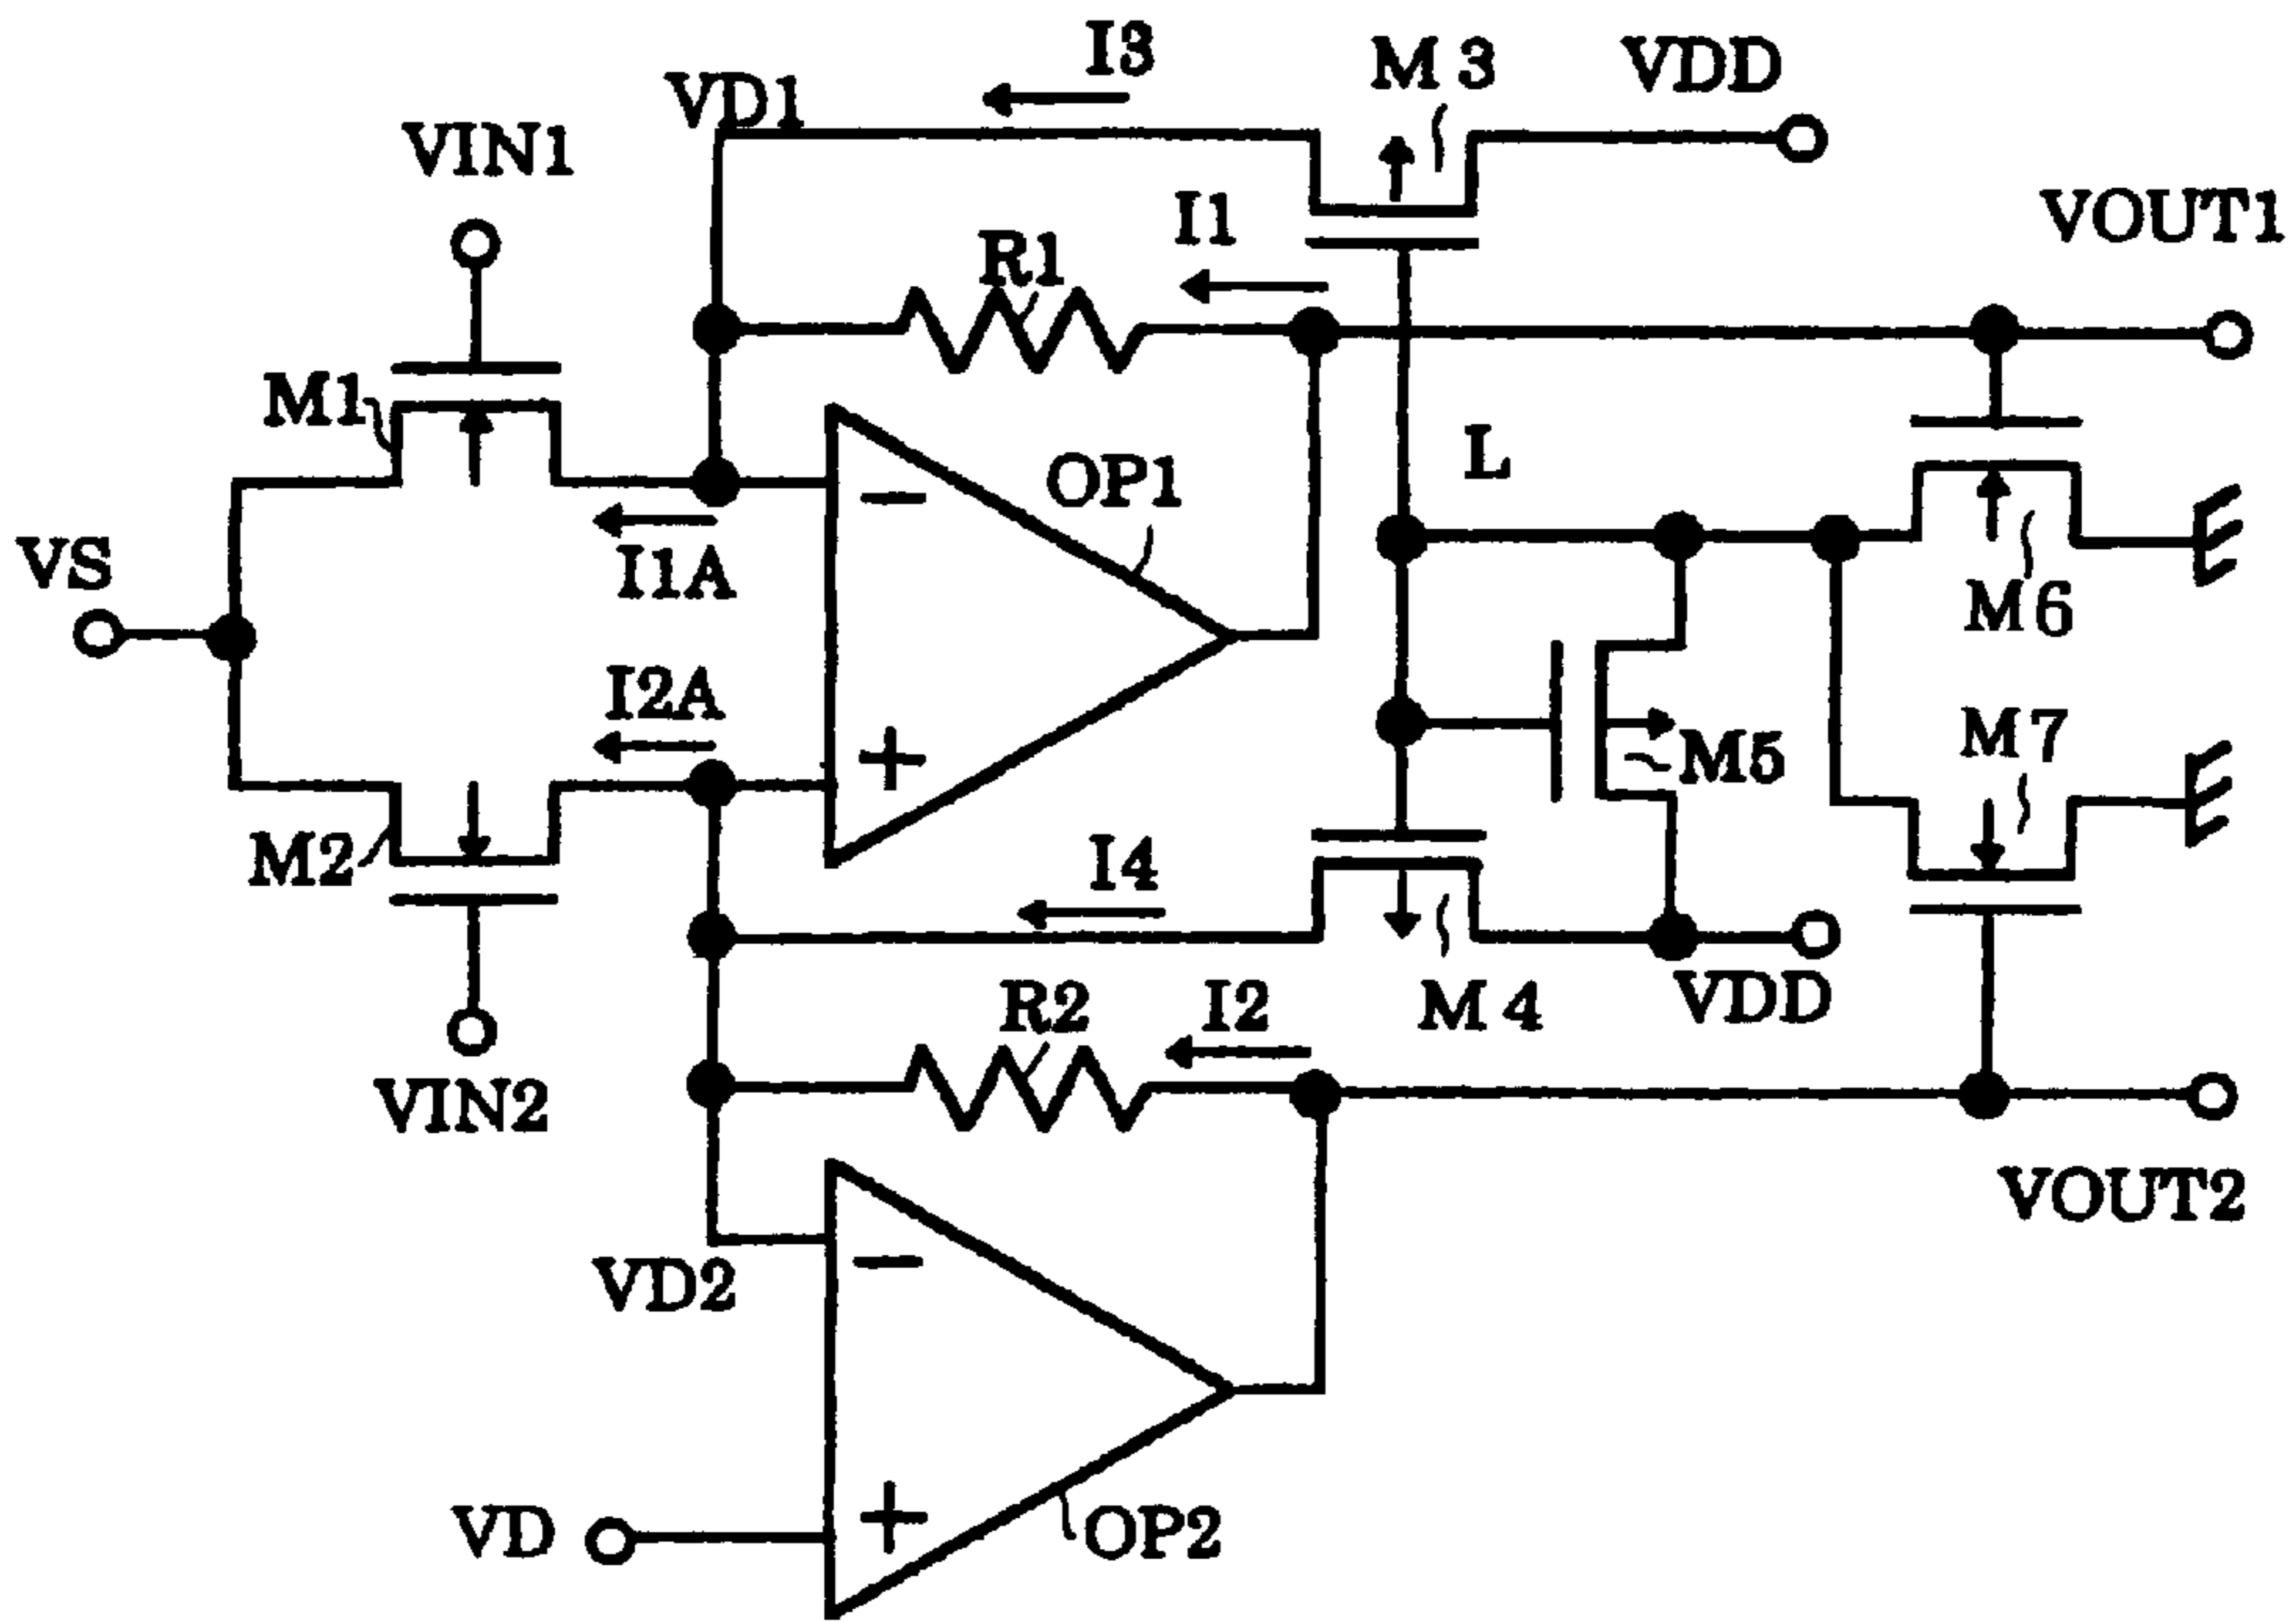 I3
M3
VDD
VD1
VIN1
I1
VOUT1
R1
M1
L
OP1
−
I1A
VS
M6
I2A
M7
+
M5
M2
I4
R2
I2
M4
VDD
VIN2
VOUT2
VD2
−
+
VD
OP2